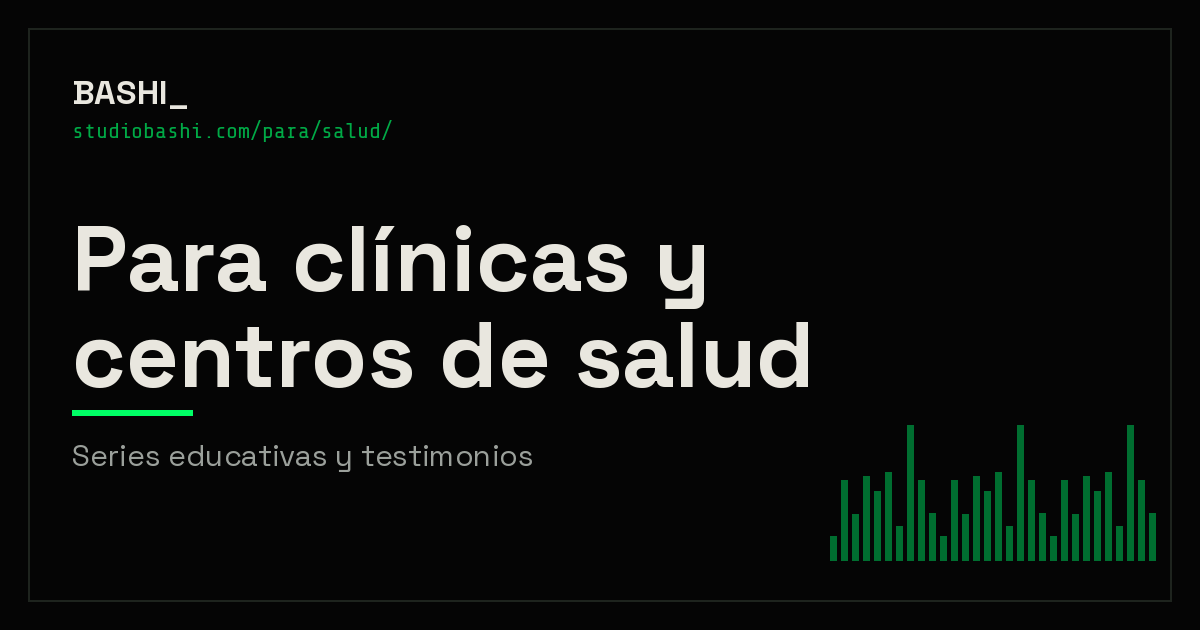 BASHI_
studiobashi.com/para/salud/
Para clínicas y
centros de salud
Series educativas y testimonios